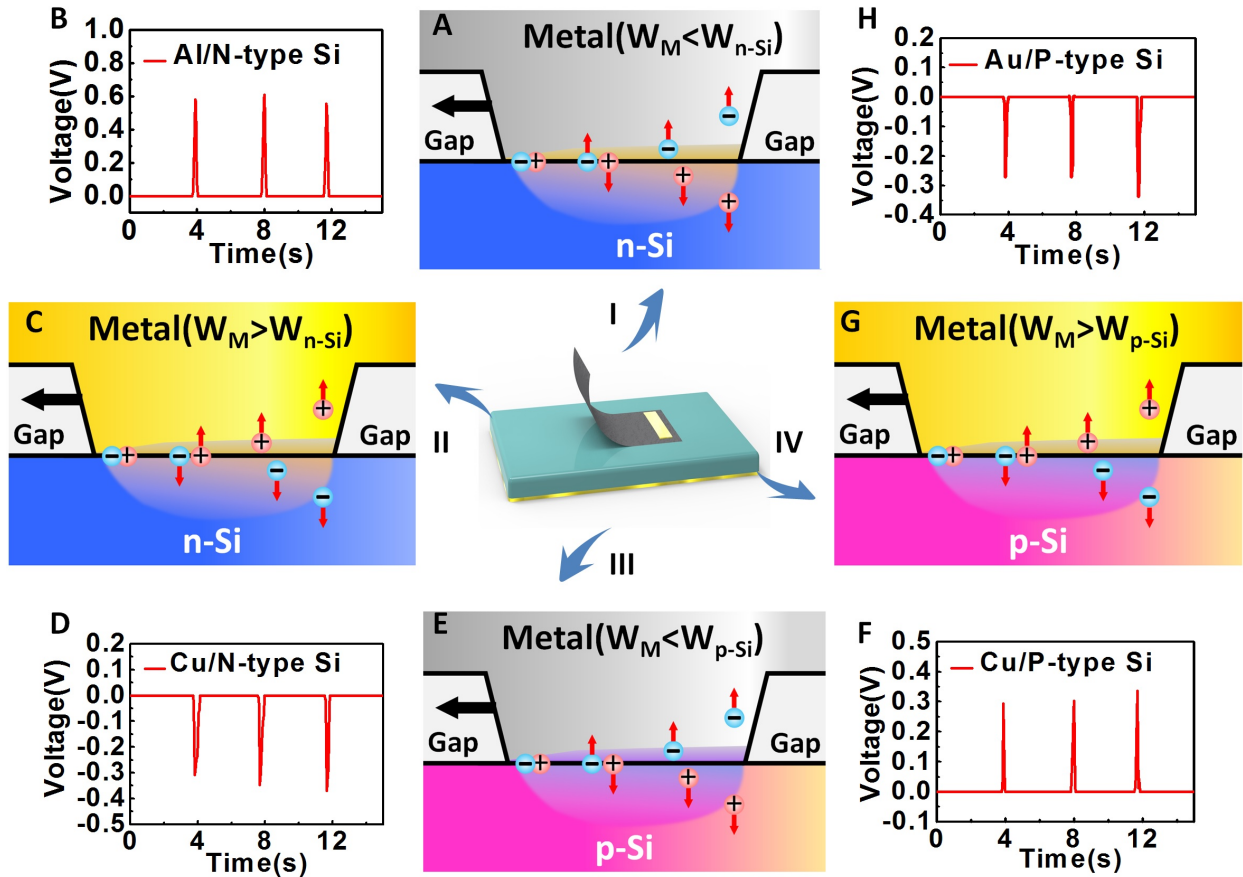 B
1.0
0.8
0.6
0.4
0.2
0.0
Voltage(V)
Al/N-type Si
0 4 8 12
Time(s)
A
Metal(W_M<W_n-Si)
Gap
Gap
- +
- +
- +
- +
n-Si
H
0.2
0.1
0.0
-0.1
-0.2
-0.3
-0.4
Voltage(V)
Au/P-type Si
0 4 8 12
Time(s)
C
Metal(W_M>W_n-Si)
Gap
Gap
- +
- +
+ -
+ -
n-Si
I
II
III
IV
G
Metal(W_M>W_p-Si)
Gap
Gap
- +
- +
+ -
+ -
p-Si
D
0.2
0.1
0.0
-0.1
-0.2
-0.3
-0.4
-0.5
Voltage(V)
Cu/N-type Si
0 4 8 12
Time(s)
E
Metal(W_M<W_p-Si)
Gap
Gap
- +
- +
- +
- +
p-Si
F
0.5
0.4
0.3
0.2
0.1
0.0
-0.1
Voltage(V)
Cu/P-type Si
0 4 8 12
Time(s)